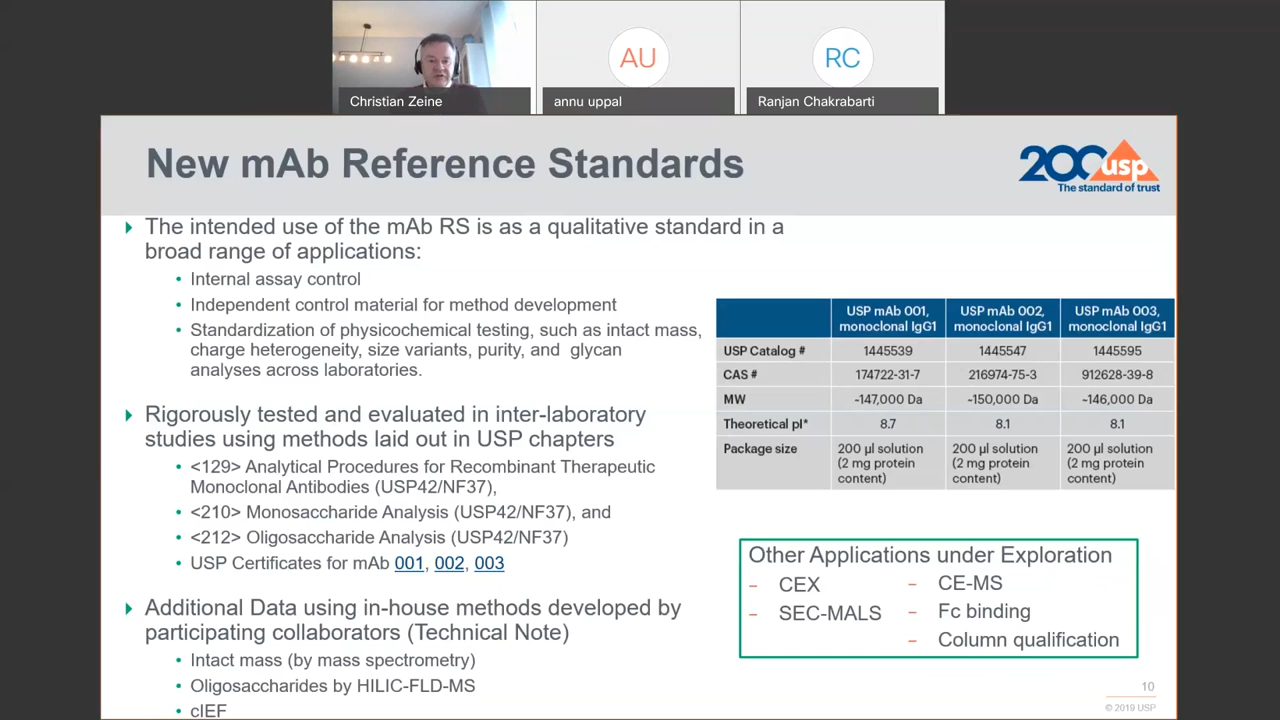 AU
RC
Christian Zeine
annu uppal
Ranjan Chakrabarti
New mAb Reference Standards
200 usp
The standard of trust
The intended use of the mAb RS is as a qualitative standard in a
broad range of applications:
• Internal assay control
• Independent control material for method development
• Standardization of physicochemical testing, such as intact mass,
charge heterogeneity, size variants, purity, and glycan
analyses across laboratories.
Rigorously tested and evaluated in inter-laboratory
studies using methods laid out in USP chapters
• <129> Analytical Procedures for Recombinant Therapeutic
Monoclonal Antibodies (USP42/NF37),
• <210> Monosaccharide Analysis (USP42/NF37), and
• <212> Oligosaccharide Analysis (USP42/NF37)
• USP Certificates for mAb 001, 002, 003
Additional Data using in-house methods developed by
participating collaborators (Technical Note)
• Intact mass (by mass spectrometry)
• Oligosaccharides by HILIC-FLD-MS
• cIEF
USP mAb 001, USP mAb 002, USP mAb 003,
monoclonal IgG1 monoclonal IgG1 monoclonal IgG1
USP Catalog # 1445539 1445547 1445595
CAS # 174722-31-7 216974-75-3 912628-39-8
MW ~147,000 Da ~150,000 Da ~146,000 Da
Theoretical pI* 8.7 8.1 8.1
Package size 200 µl solution 200 µl solution 200 µl solution
(2 mg protein (2 mg protein (2 mg protein
content) content) content)
Other Applications under Exploration
– CEX – CE-MS
– SEC-MALS – Fc binding
– Column qualification
10
© 2019 USP